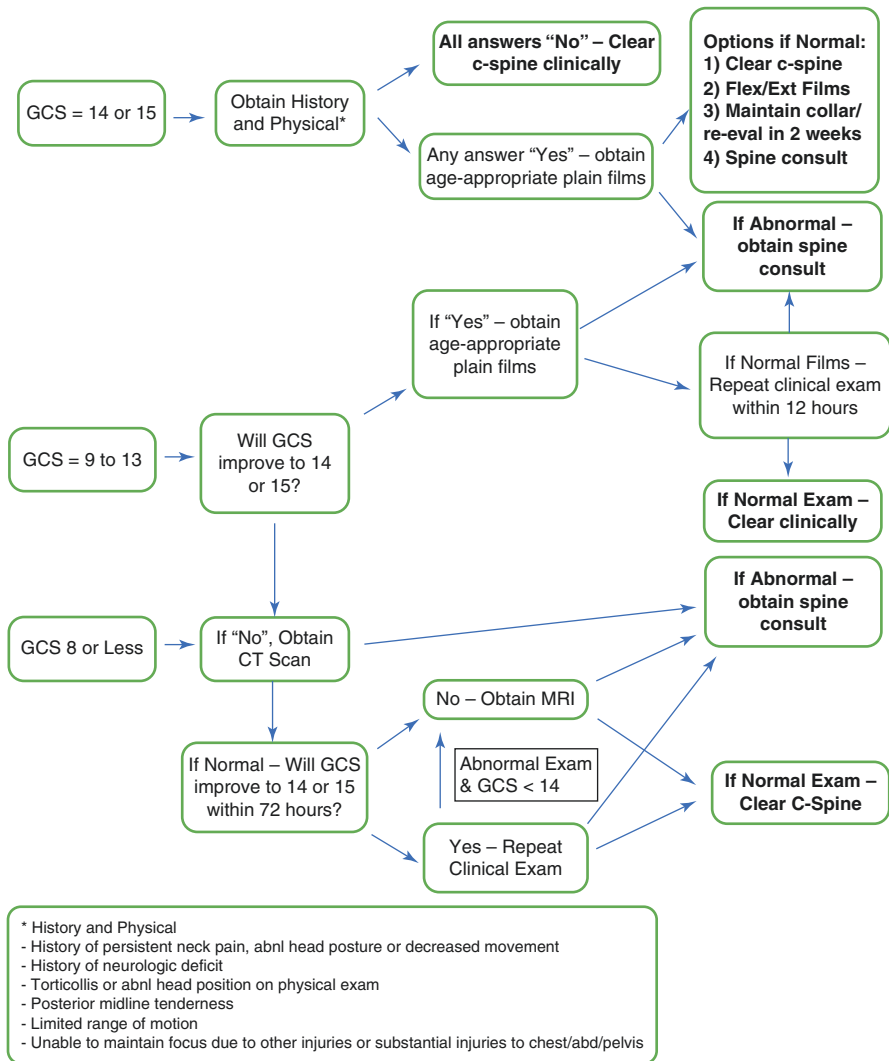 GCS = 14 or 15
Obtain History
and Physical*
All answers “No” – Clear
c-spine clinically
Any answer “Yes” – obtain
age-appropriate plain films
Options if Normal:
1) Clear c-spine
2) Flex/Ext Films
3) Maintain collar/
re-eval in 2 weeks
4) Spine consult
If Abnormal –
obtain spine
consult
If “Yes” – obtain
age-appropriate
plain films
If Normal Films –
Repeat clinical exam
within 12 hours
GCS = 9 to 13
Will GCS
improve to 14
or 15?
If Normal Exam –
Clear clinically
If Abnormal –
obtain spine
consult
GCS 8 or Less
If “No”, Obtain
CT Scan
No – Obtain MRI
If Normal – Will GCS
improve to 14 or 15
within 72 hours?
Abnormal Exam
& GCS < 14
If Normal Exam –
Clear C-Spine
Yes – Repeat
Clinical Exam
* History and Physical
- History of persistent neck pain, abnl head posture or decreased movement
- History of neurologic deficit
- Torticollis or abnl head position on physical exam
- Posterior midline tenderness
- Limited range of motion
- Unable to maintain focus due to other injuries or substantial injuries to chest/abd/pelvis